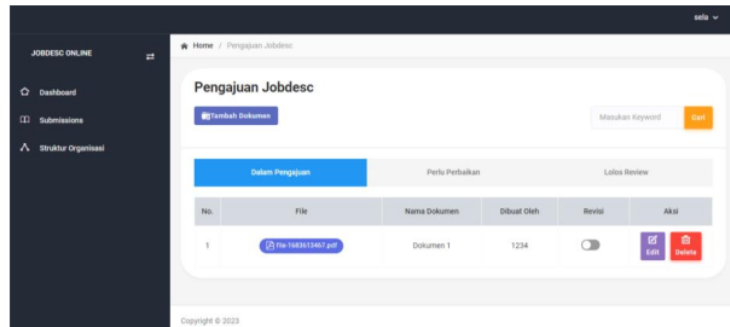 sela
JOBDESC ONLINE
Home / Pengajuan Jobdesc
Dashboard
Submissions
Struktur Organisasi
Pengajuan Jobdesc
Tambah Dokumen
Masukan Keyword
Cari
Dalam Pengajuan Perlu Perbaikan Lolos Review
No. File Nama Dokumen Dibuat Oleh Revisi Aksi
1 file-1683613467.pdf Dokumen 1 1234 Edit Delete
Copyright © 2023